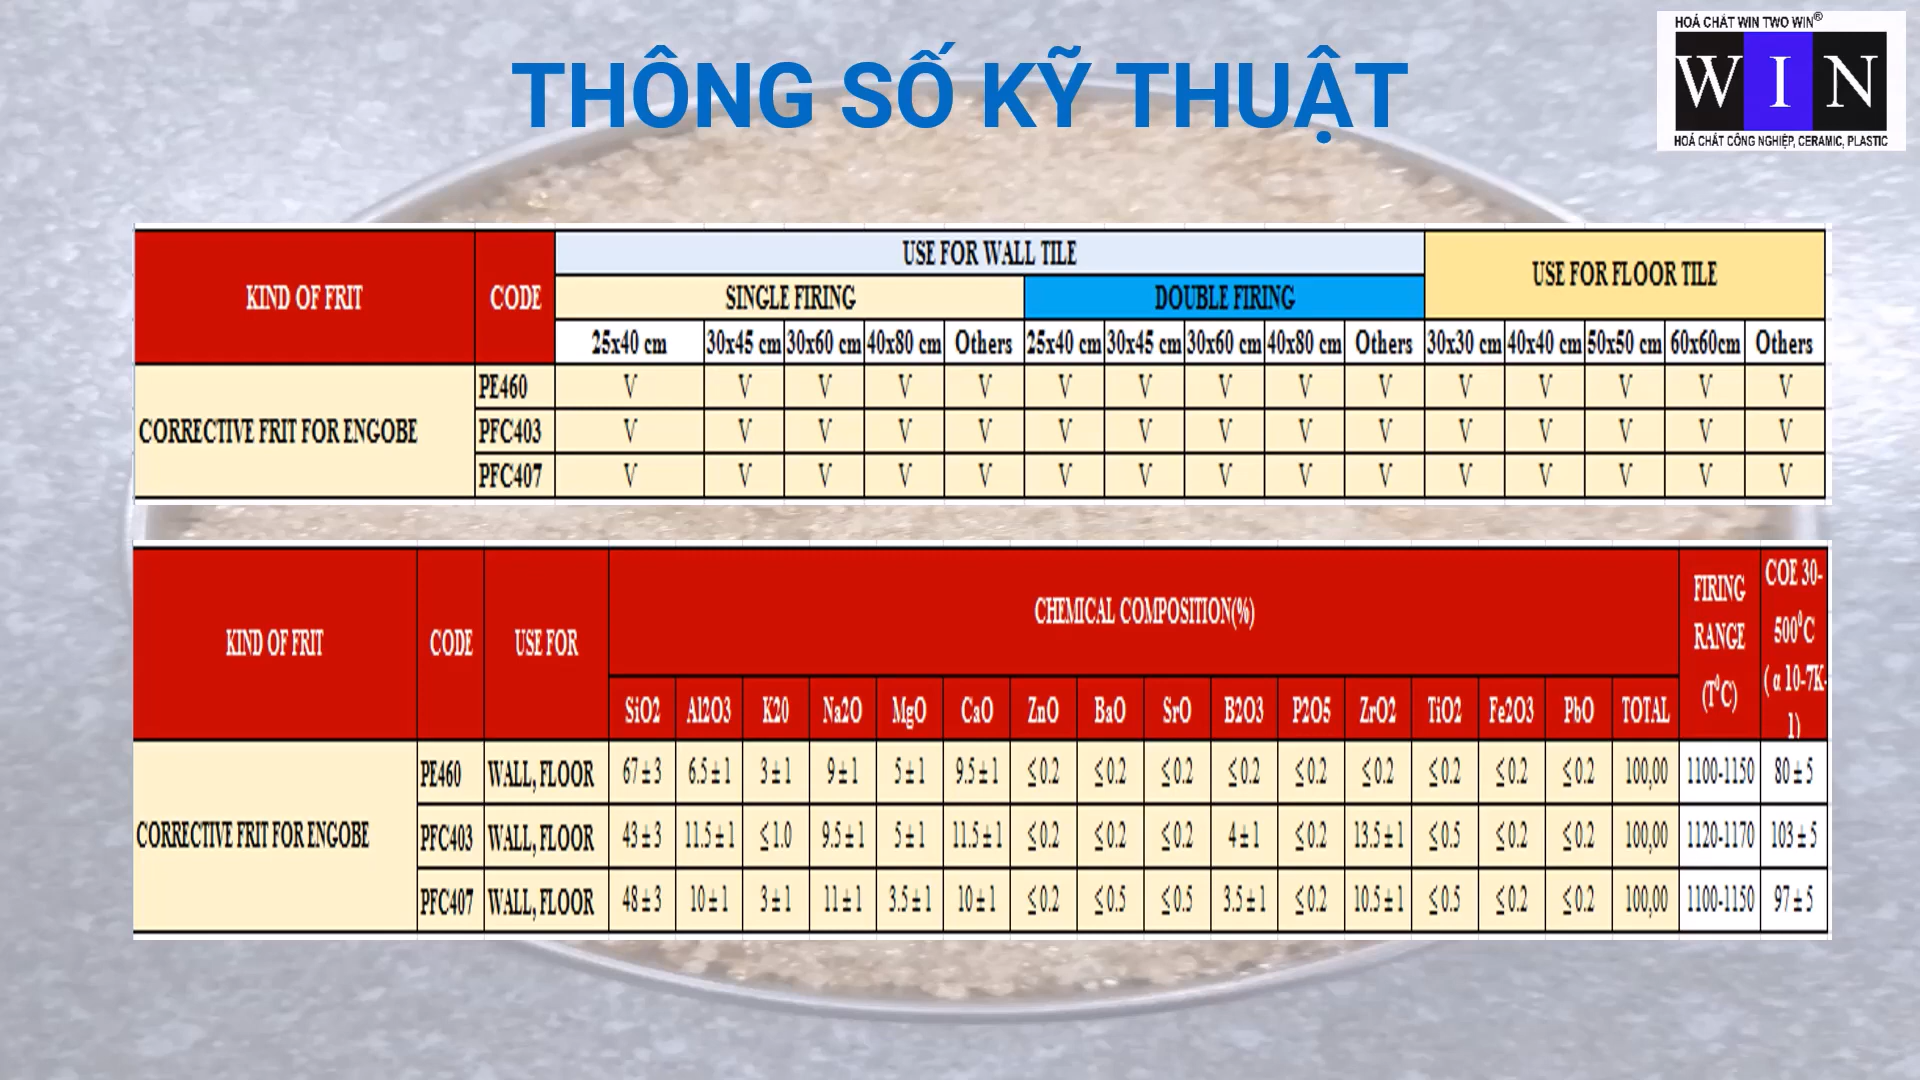 HOÁ CHẤT WIN TWO WIN®
WIN
HOÁ CHẤT CÔNG NGHIỆP, CERAMIC, PLASTIC
THÔNG SỐ KỸ THUẬT
KIND OF FRIT CODE USE FOR WALL TILE USE FOR FLOOR TILE
SINGLE FIRING DOUBLE FIRING
25x40 cm 30x45 cm 30x60 cm 40x80 cm Others 25x40 cm 30x45 cm 30x60 cm 40x80 cm Others 30x30 cm 40x40 cm 50x50 cm 60x60cm Others
CORRECTIVE FRIT FOR ENGOBE
PE460 V V V V V V V V V V V V V V V
PFC403 V V V V V V V V V V V V V V V
PFC407 V V V V V V V V V V V V V V V
KIND OF FRIT CODE USE FOR CHEMICAL COMPOSITION(%)
FIRING
RANGE
(T⁰C)
COE 30-
500⁰C
( α 10-7K-
1)
SiO2 Al2O3 K20 Na2O MgO CaO ZnO BaO SrO B2O3 P2O5 ZrO2 TiO2 Fe2O3 PbO TOTAL
CORRECTIVE FRIT FOR ENGOBE
PE460 WALL, FLOOR 67±3 6.5±1 3±1 9±1 5±1 9.5±1 ≤0.2 ≤0.2 ≤0.2 ≤0.2 ≤0.2 ≤0.2 ≤0.2 ≤0.2 ≤0.2 100,00 1100-1150 80±5
PFC403 WALL, FLOOR 43±3 11.5±1 ≤1.0 9.5±1 5±1 11.5±1 ≤0.2 ≤0.2 ≤0.2 4±1 ≤0.2 13.5±1 ≤0.5 ≤0.2 ≤0.2 100,00 1120-1170 103±5
PFC407 WALL, FLOOR 48±3 10±1 3±1 11±1 3.5±1 10±1 ≤0.2 ≤0.5 ≤0.5 3.5±1 ≤0.2 10.5±1 ≤0.5 ≤0.2 ≤0.2 100,00 1100-1150 97±5